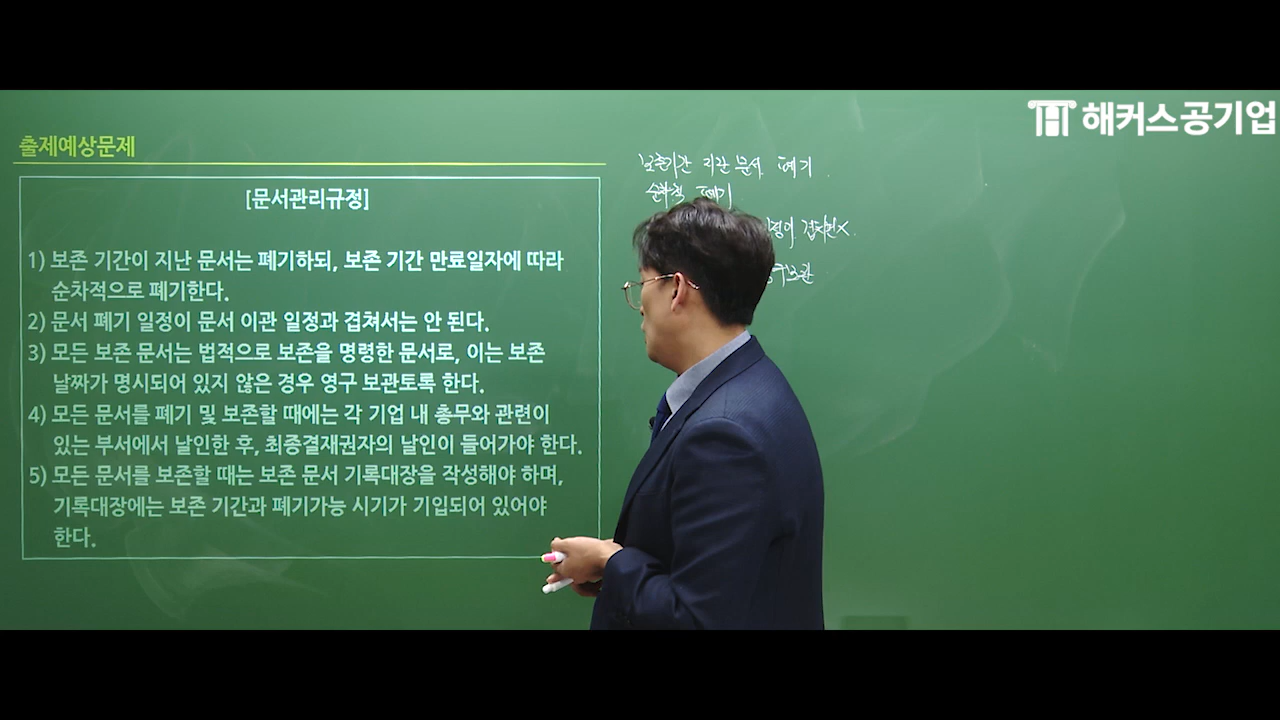 해커스공기업
출제예상문제
[문서관리규정]
1) 보존 기간이 지난 문서는 폐기하되, 보존 기간 만료일자에 따라
순차적으로 폐기한다.
2) 문서 폐기 일정이 문서 이관 일정과 겹쳐서는 안 된다.
3) 모든 보존 문서는 법적으로 보존을 명령한 문서로, 이는 보존
날짜가 명시되어 있지 않은 경우 영구 보관토록 한다.
4) 모든 문서를 폐기 및 보존할 때에는 각 기업 내 총무와 관련이
있는 부서에서 날인한 후, 최종결재권자의 날인이 들어가야 한다.
5) 모든 문서를 보존할 때는 보존 문서 기록대장을 작성해야 하며,
기록대장에는 보존 기간과 폐기가능 시기가 기입되어 있어야
한다.
보존기간 지난 문서 폐기
순차적 폐기